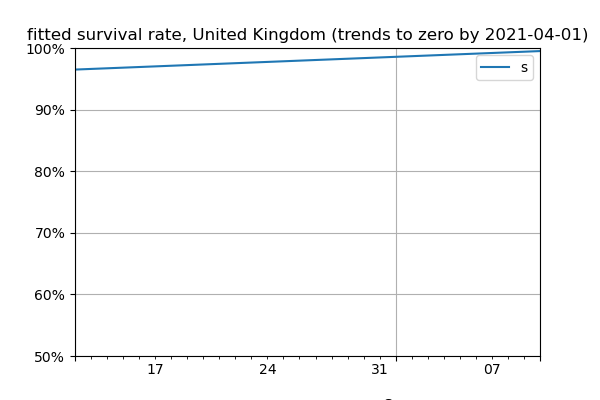 fitted survival rate, United Kingdom (trends to zero by 2021-04-01)
100%
s
90%
80%
70%
60%
50%
17 24 31 07